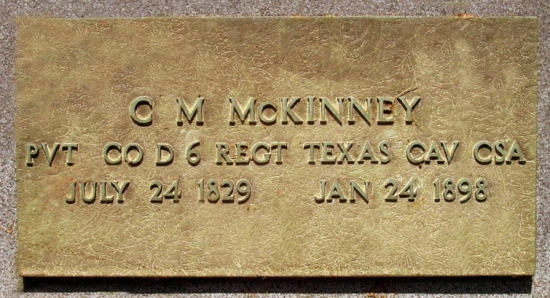 C M McKINNEY
PVT CO D 6 REGT TEXAS CAV CSA
JULY 24 1829 JAN 24 1898